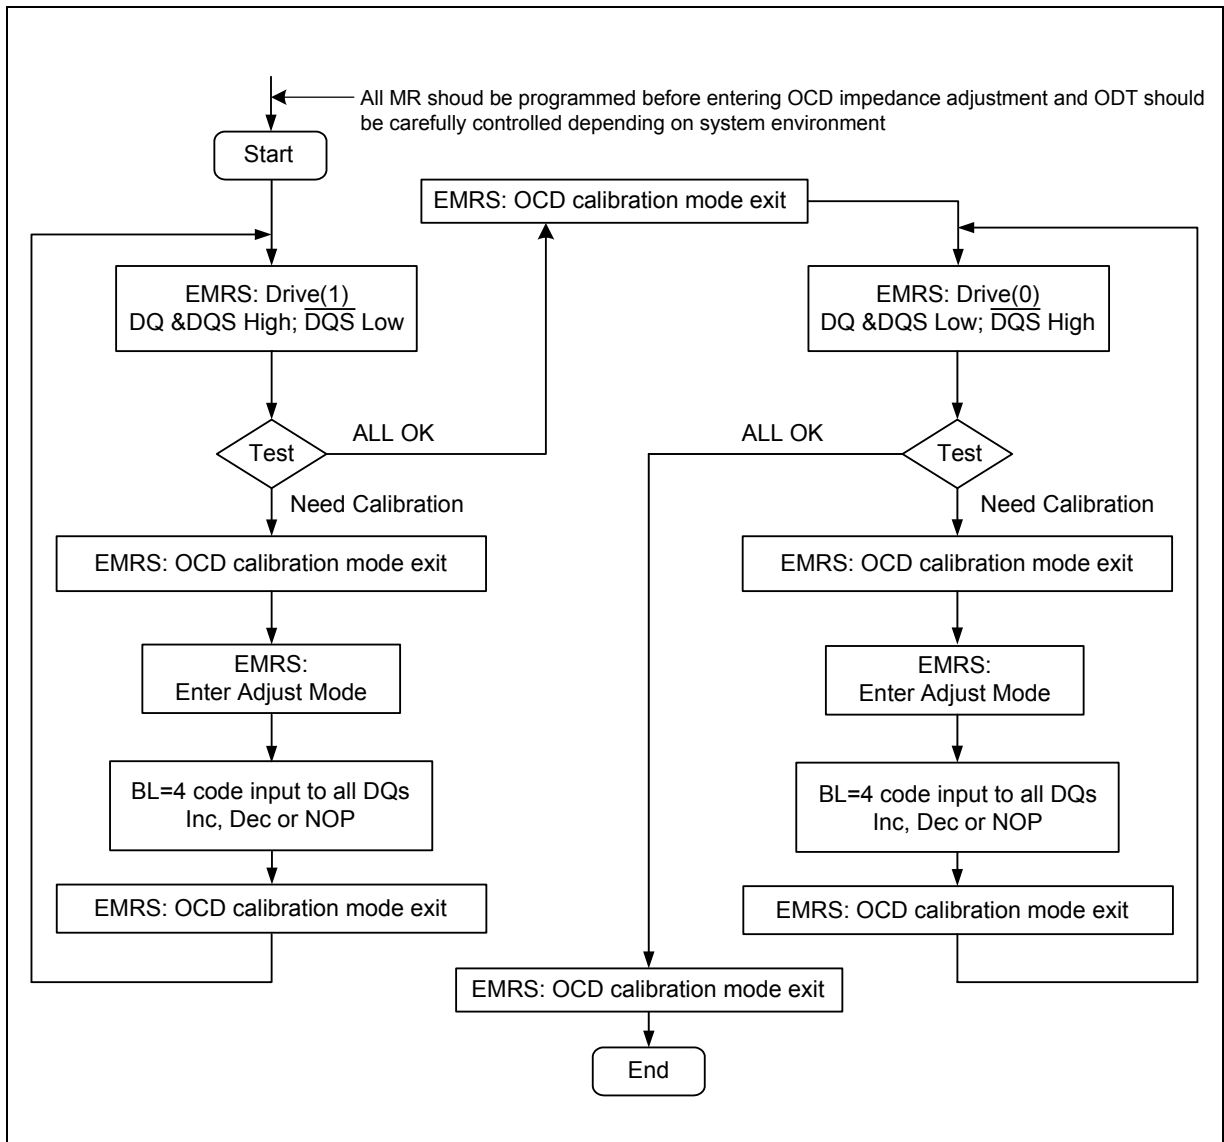 All MR shoud be programmed before entering OCD impedance adjustment and ODT should
be carefully controlled depending on system environment
Start
EMRS: OCD calibration mode exit
EMRS: Drive(1)
DQ &DQS High; D̅Q̅S̅ Low
Test
ALL OK
Need Calibration
EMRS: OCD calibration mode exit
EMRS:
Enter Adjust Mode
BL=4 code input to all DQs
Inc, Dec or NOP
EMRS: OCD calibration mode exit
EMRS: Drive(0)
DQ &DQS Low; D̅Q̅S̅ High
ALL OK
Test
Need Calibration
EMRS: OCD calibration mode exit
EMRS:
Enter Adjust Mode
BL=4 code input to all DQs
Inc, Dec or NOP
EMRS: OCD calibration mode exit
EMRS: OCD calibration mode exit
End